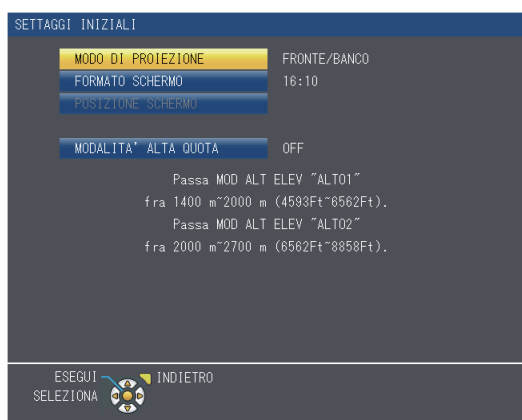 SETTAGGI INIZIALI
MODO DI PROIEZIONE FRONTE/BANCO
FORMATO SCHERMO 16:10
POSIZIONE SCHERMO
MODALITA' ALTA QUOTA OFF
Passa MOD ALT ELEV ˝ALTO1˝
fra 1400 m~2000 m (4593Ft~6562Ft).
Passa MOD ALT ELEV ˝ALTO2˝
fra 2000 m~2700 m (6562Ft~8858Ft).
ESEGUI INDIETRO
SELEZIONA